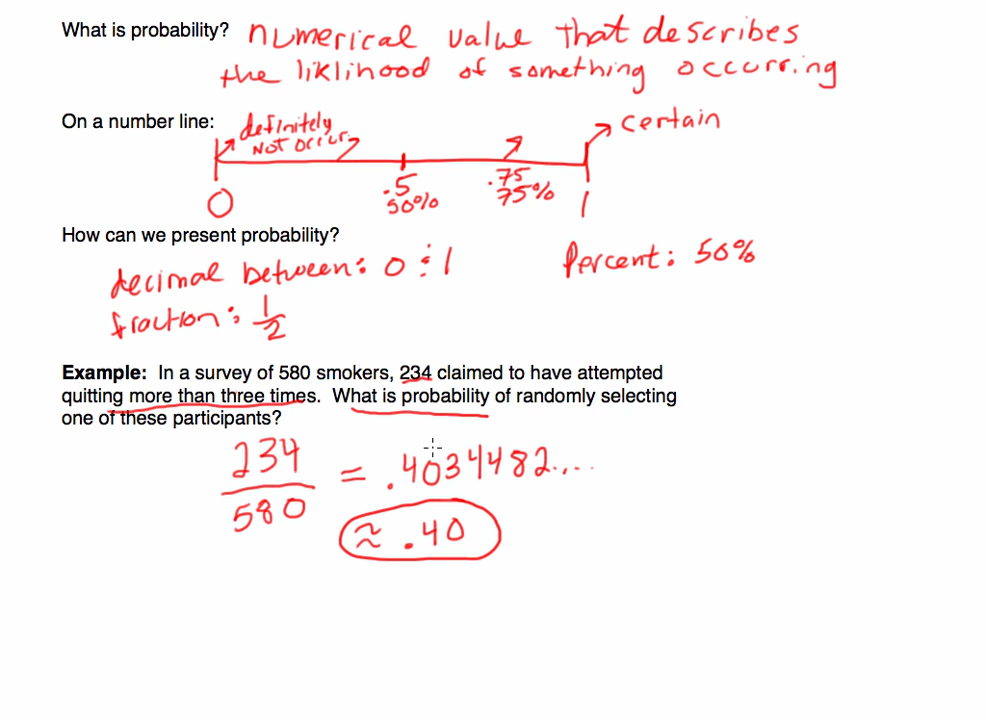 What is probability? numerical value that describes
the liklihood of something occurring
On a number line: definitely
NOT occur certain
0 .5 .75 1
50% 75%
How can we present probability?
decimal between: 0 : 1 Percent: 50%
fraction: 1/2
Example: In a survey of 580 smokers, 234 claimed to have attempted
quitting more than three times. What is probability of randomly selecting
one of these participants?
234/580 = .4034482....
≈ .40